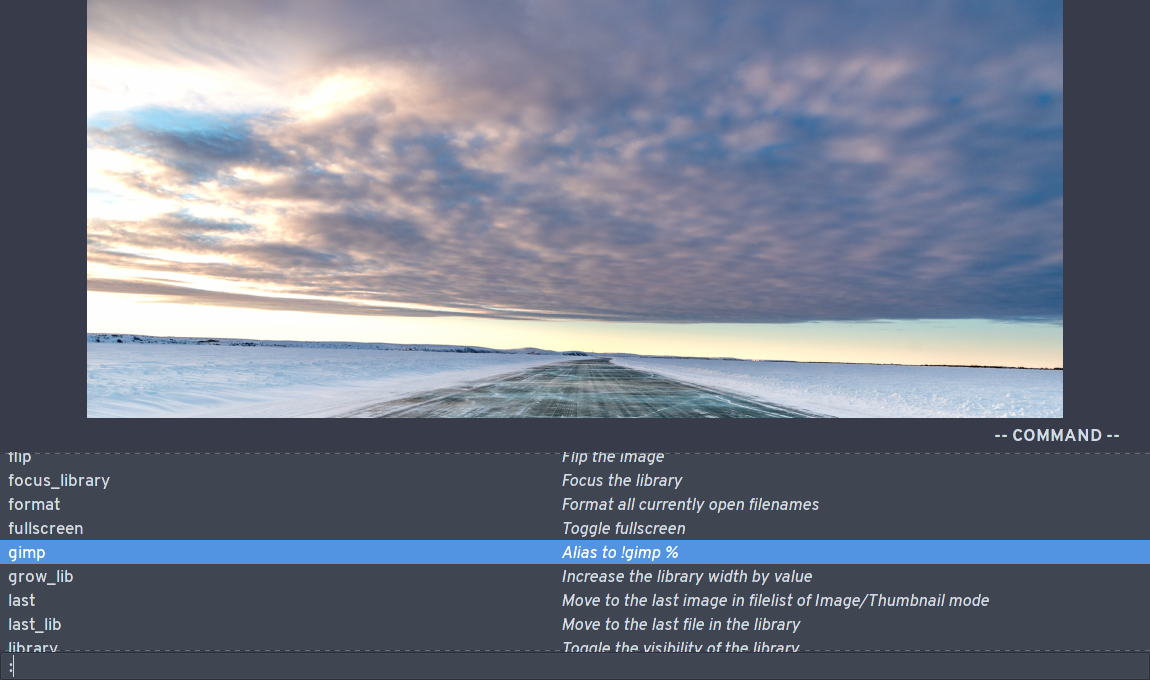 -- COMMAND --
flip Flip the image
focus_library Focus the library
format Format all currently open filenames
fullscreen Toggle fullscreen
gimp Alias to !gimp %
grow_lib Increase the library width by value
last Move to the last image in filelist of Image/Thumbnail mode
last_lib Move to the last file in the library
library Toggle the visibility of the library
: